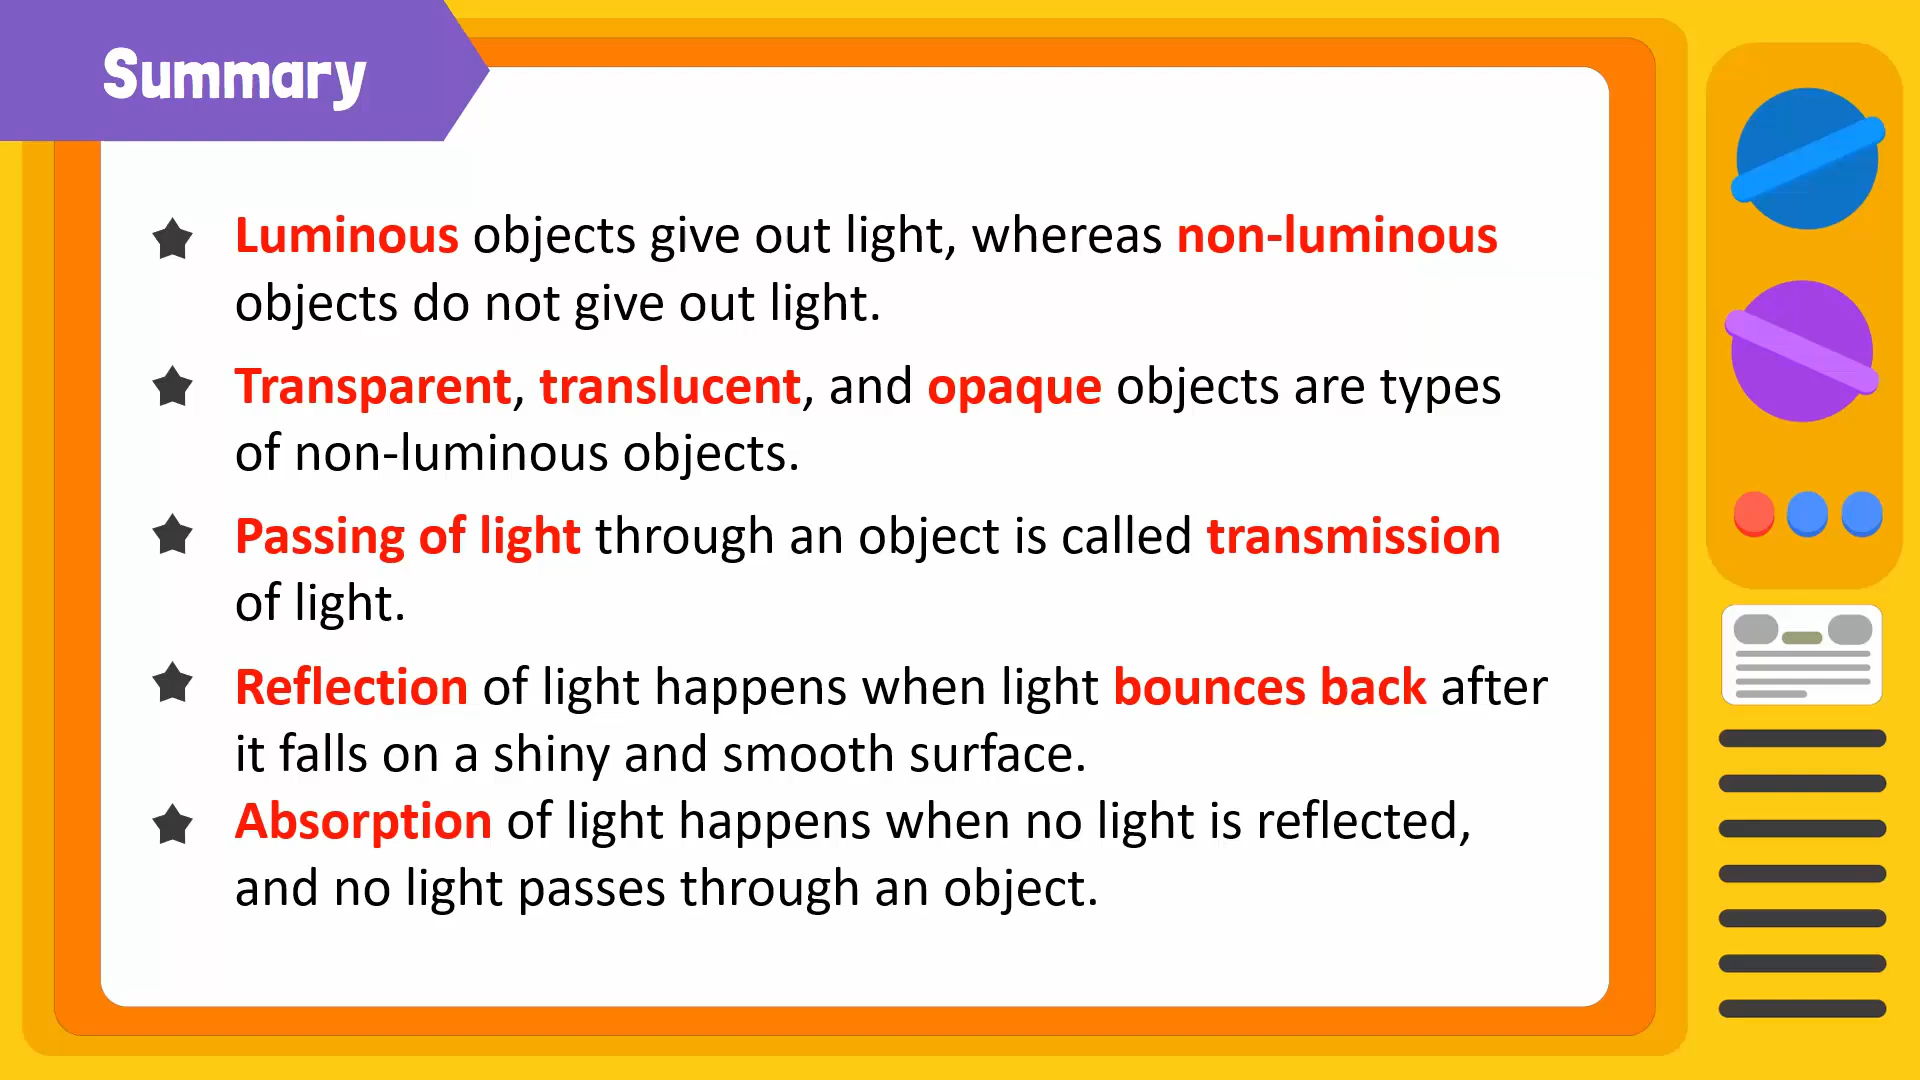 Summary
Luminous objects give out light, whereas non-luminous
objects do not give out light.
Transparent, translucent, and opaque objects are types
of non-luminous objects.
Passing of light through an object is called transmission
of light.
Reflection of light happens when light bounces back after
it falls on a shiny and smooth surface.
Absorption of light happens when no light is reflected,
and no light passes through an object.